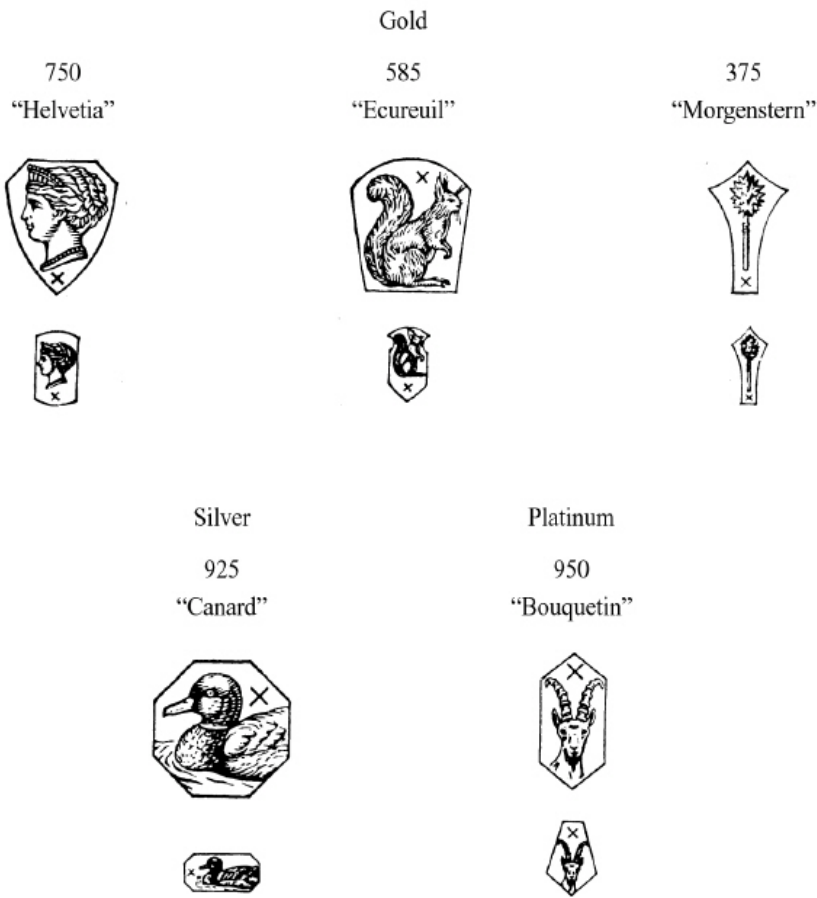 Gold
750
“Helvetia”
585
“Ecureuil”
375
“Morgenstern”
Silver
925
“Canard”
Platinum
950
“Bouquetin”